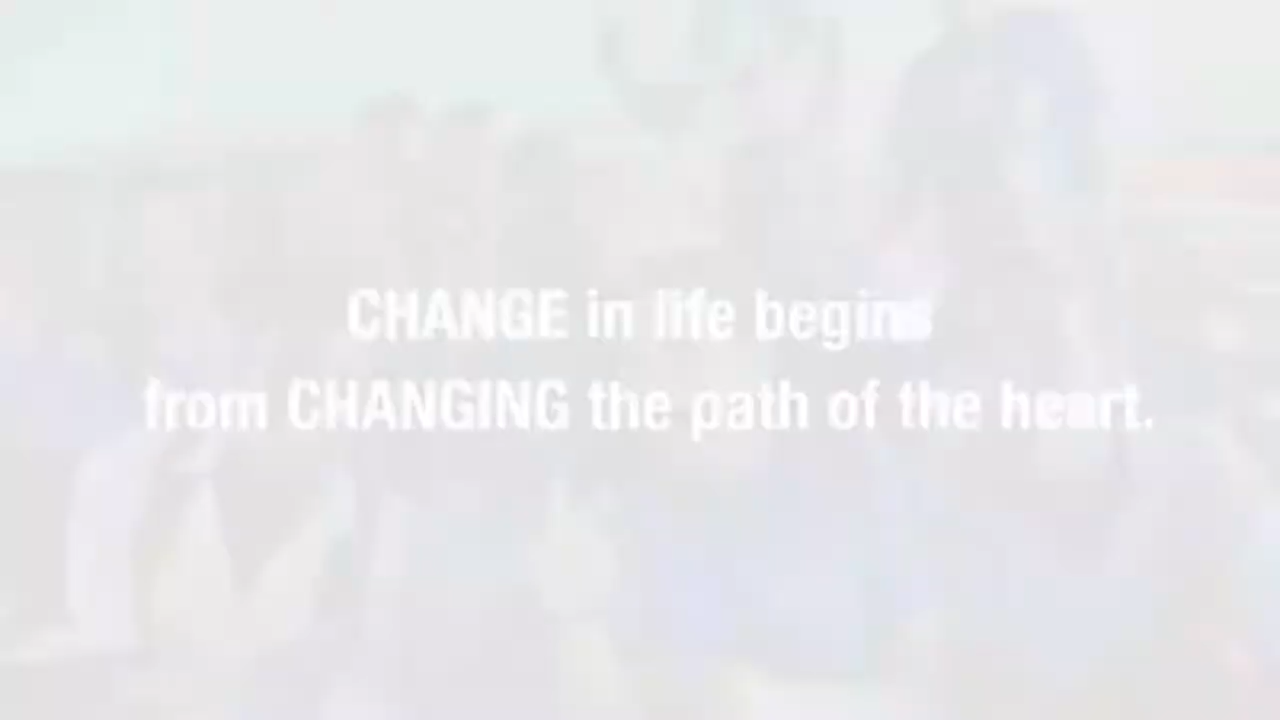 CHANGE in life begins
from CHANGING the path of the heart.